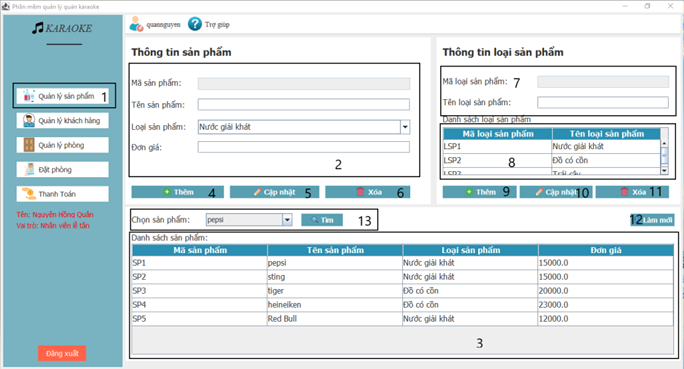 Phần mềm quản lý quán karaoke
KARAOKE
quannguyen
Trợ giúp
Quản lý sản phẩm 1
Quản lý khách hàng
Quản lý phòng
Đặt phòng
Thanh Toán
Tên: Nguyễn Hồng Quân
Vai trò: Nhân viên lễ tân
Đăng xuất
Thông tin sản phẩm
Mã sản phẩm:
Tên sản phẩm:
Loại sản phẩm: Nước giải khát
Đơn giá:
2
Thêm 4
Cập nhật 5
Xóa 6
Thông tin loại sản phẩm
Mã loại sản phẩm: 7
Tên loại sản phẩm:
Danh sách loại sản phẩm
Mã loại sản phẩm Tên loại sản phẩm
LSP1 Nước giải khát
LSP2 Đồ có cồn
8
LSP3 Trái cây
Thêm 9
Cập nhật 10
Xóa 11
Chọn sản phẩm: pepsi Tìm 13
12 Làm mới
Danh sách sản phẩm:
Mã sản phẩm Tên sản phẩm Loại sản phẩm Đơn giá
SP1 pepsi Nước giải khát 15000.0
SP2 sting Nước giải khát 15000.0
SP3 tiger Đồ có cồn 20000.0
SP4 heineiken Đồ có cồn 23000.0
SP5 Red Bull Nước giải khát 12000.0
3